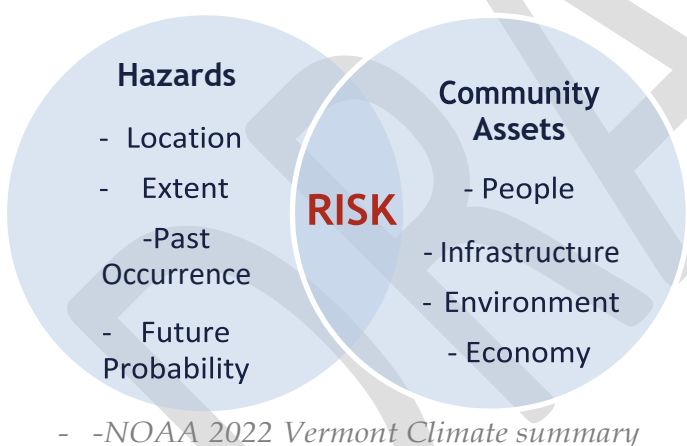 Hazards
- Location
- Extent
-Past
Occurrence
- Future
Probability
RISK
Community
Assets
- People
- Infrastructure
- Environment
- Economy
- -NOAA 2022 Vermont Climate summary